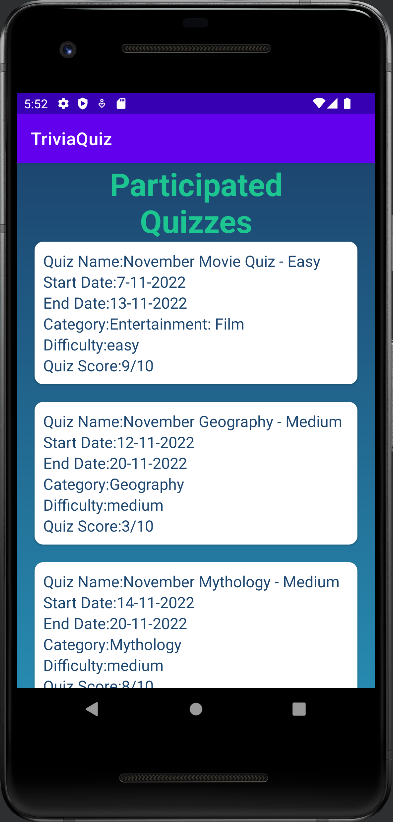 5:52
TriviaQuiz
Participated
Quizzes
Quiz Name:November Movie Quiz - Easy
Start Date:7-11-2022
End Date:13-11-2022
Category:Entertainment: Film
Difficulty:easy
Quiz Score:9/10
Quiz Name:November Geography - Medium
Start Date:12-11-2022
End Date:20-11-2022
Category:Geography
Difficulty:medium
Quiz Score:3/10
Quiz Name:November Mythology - Medium
Start Date:14-11-2022
End Date:20-11-2022
Category:Mythology
Difficulty:medium
Quiz Score:8/10